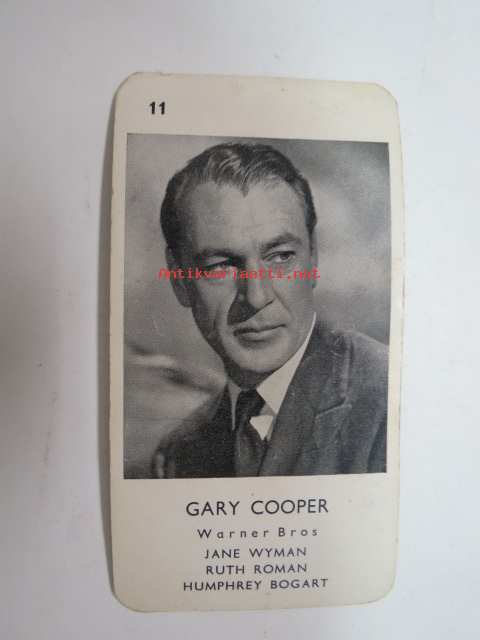 11
Antikvariaatti.net
GARY COOPER
Warner Bros
JANE WYMAN
RUTH ROMAN
HUMPHREY BOGART